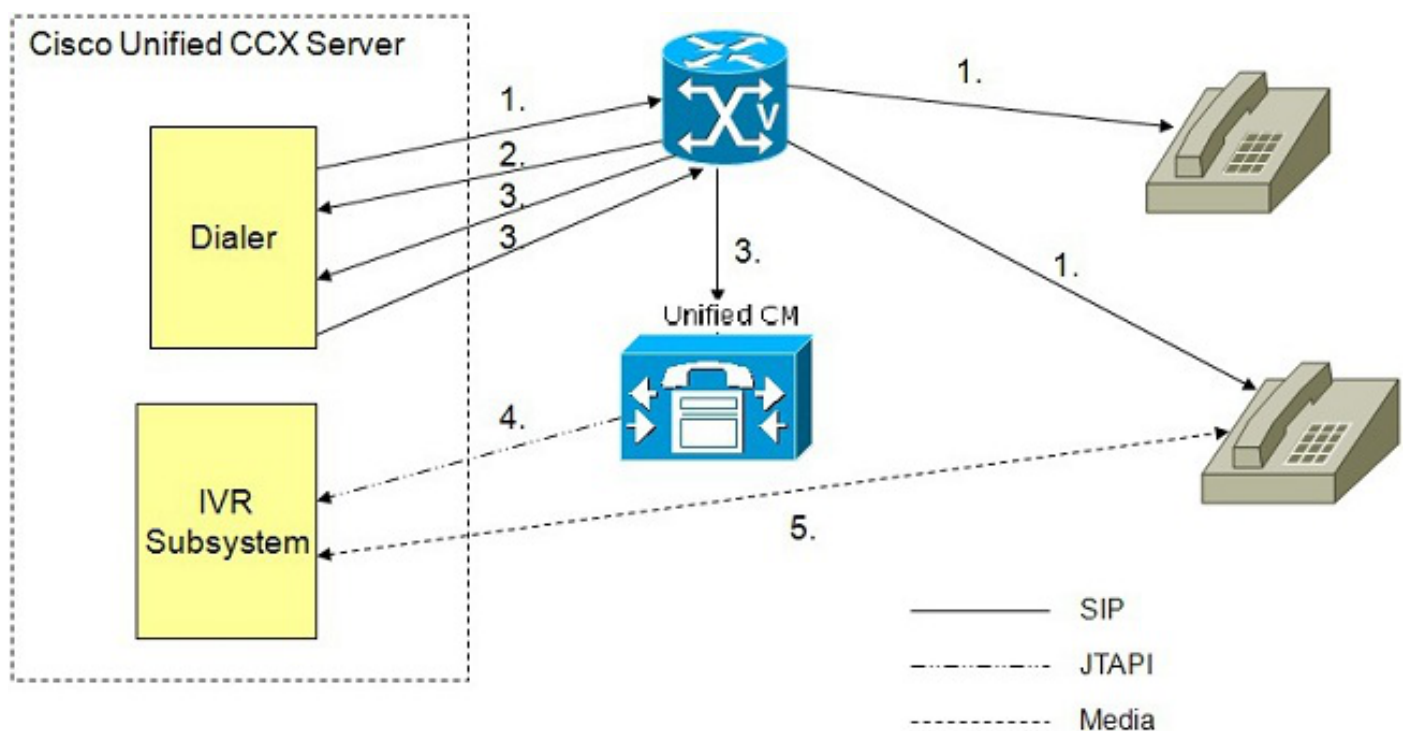 Cisco Unified CCX Server
1.
1.
2.
3.
3
Dialer
3.
1.
Unified CM
4.
IVR
Subsystem
5.
SIP
JTAPI
Media
V